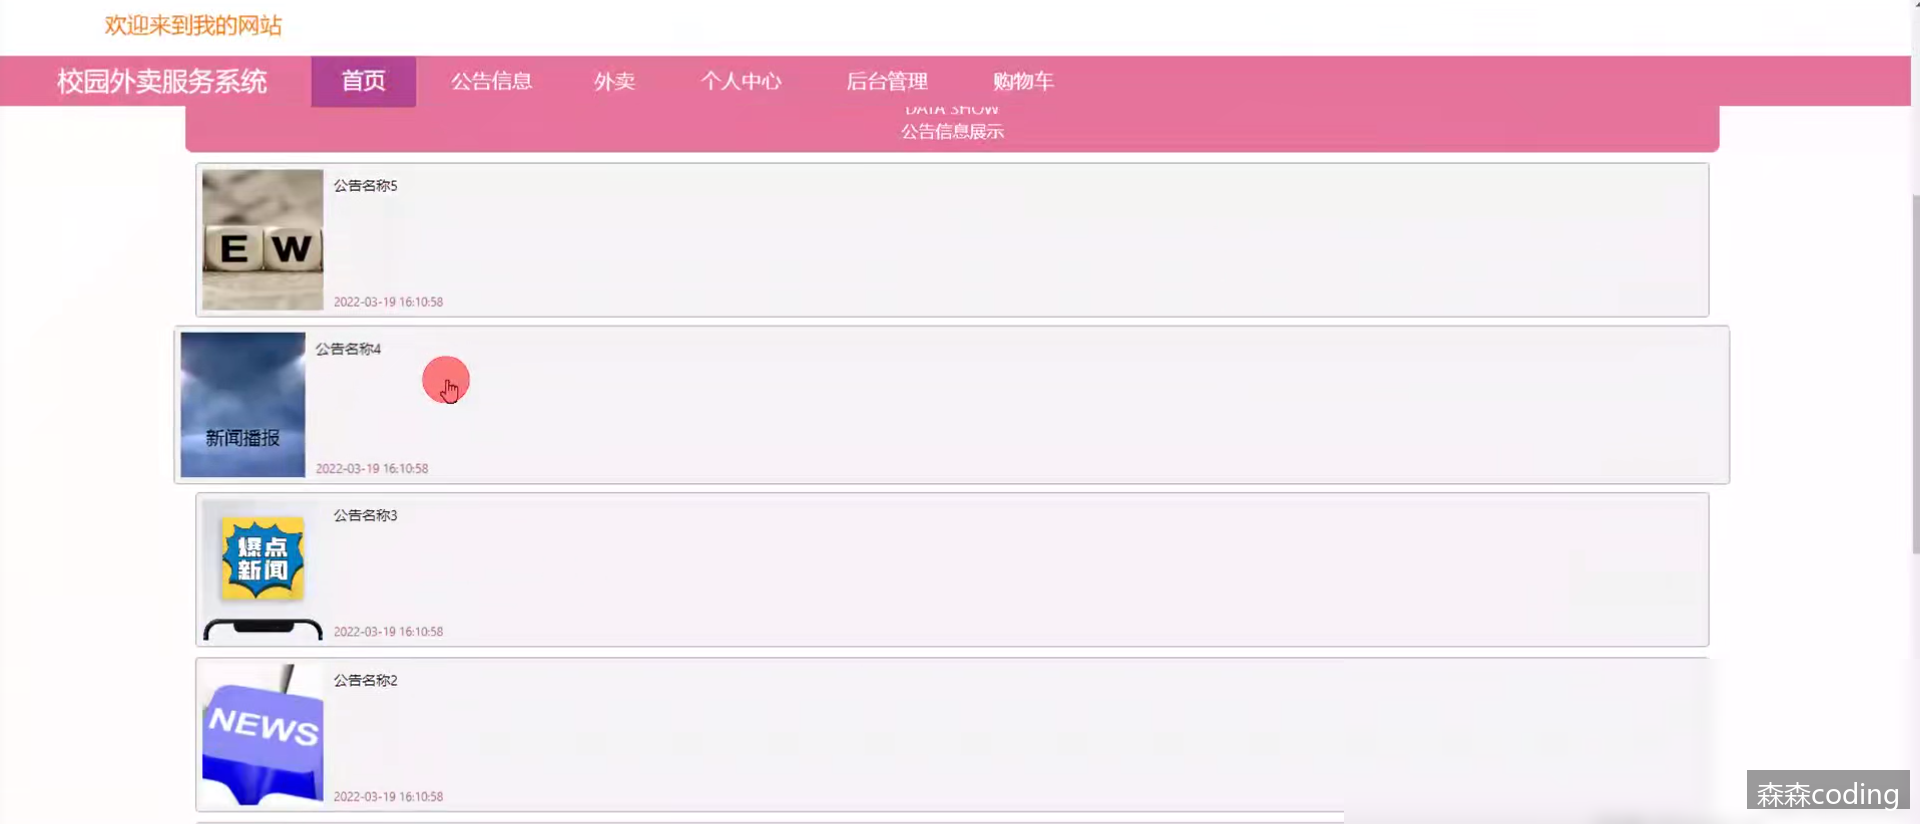 欢迎来到我的网站
校园外卖服务系统 首页 公告信息 外卖 个人中心 后台管理 购物车
DATA SHOW
公告信息展示
EW
公告名称5
2022-03-19 16:10:58
公告名称4
新闻播报
2022-03-19 16:10:58
公告名称3
爆点
新闻
2022-03-19 16:10:58
公告名称2
NEWS
2022-03-19 16:10:58
森森coding